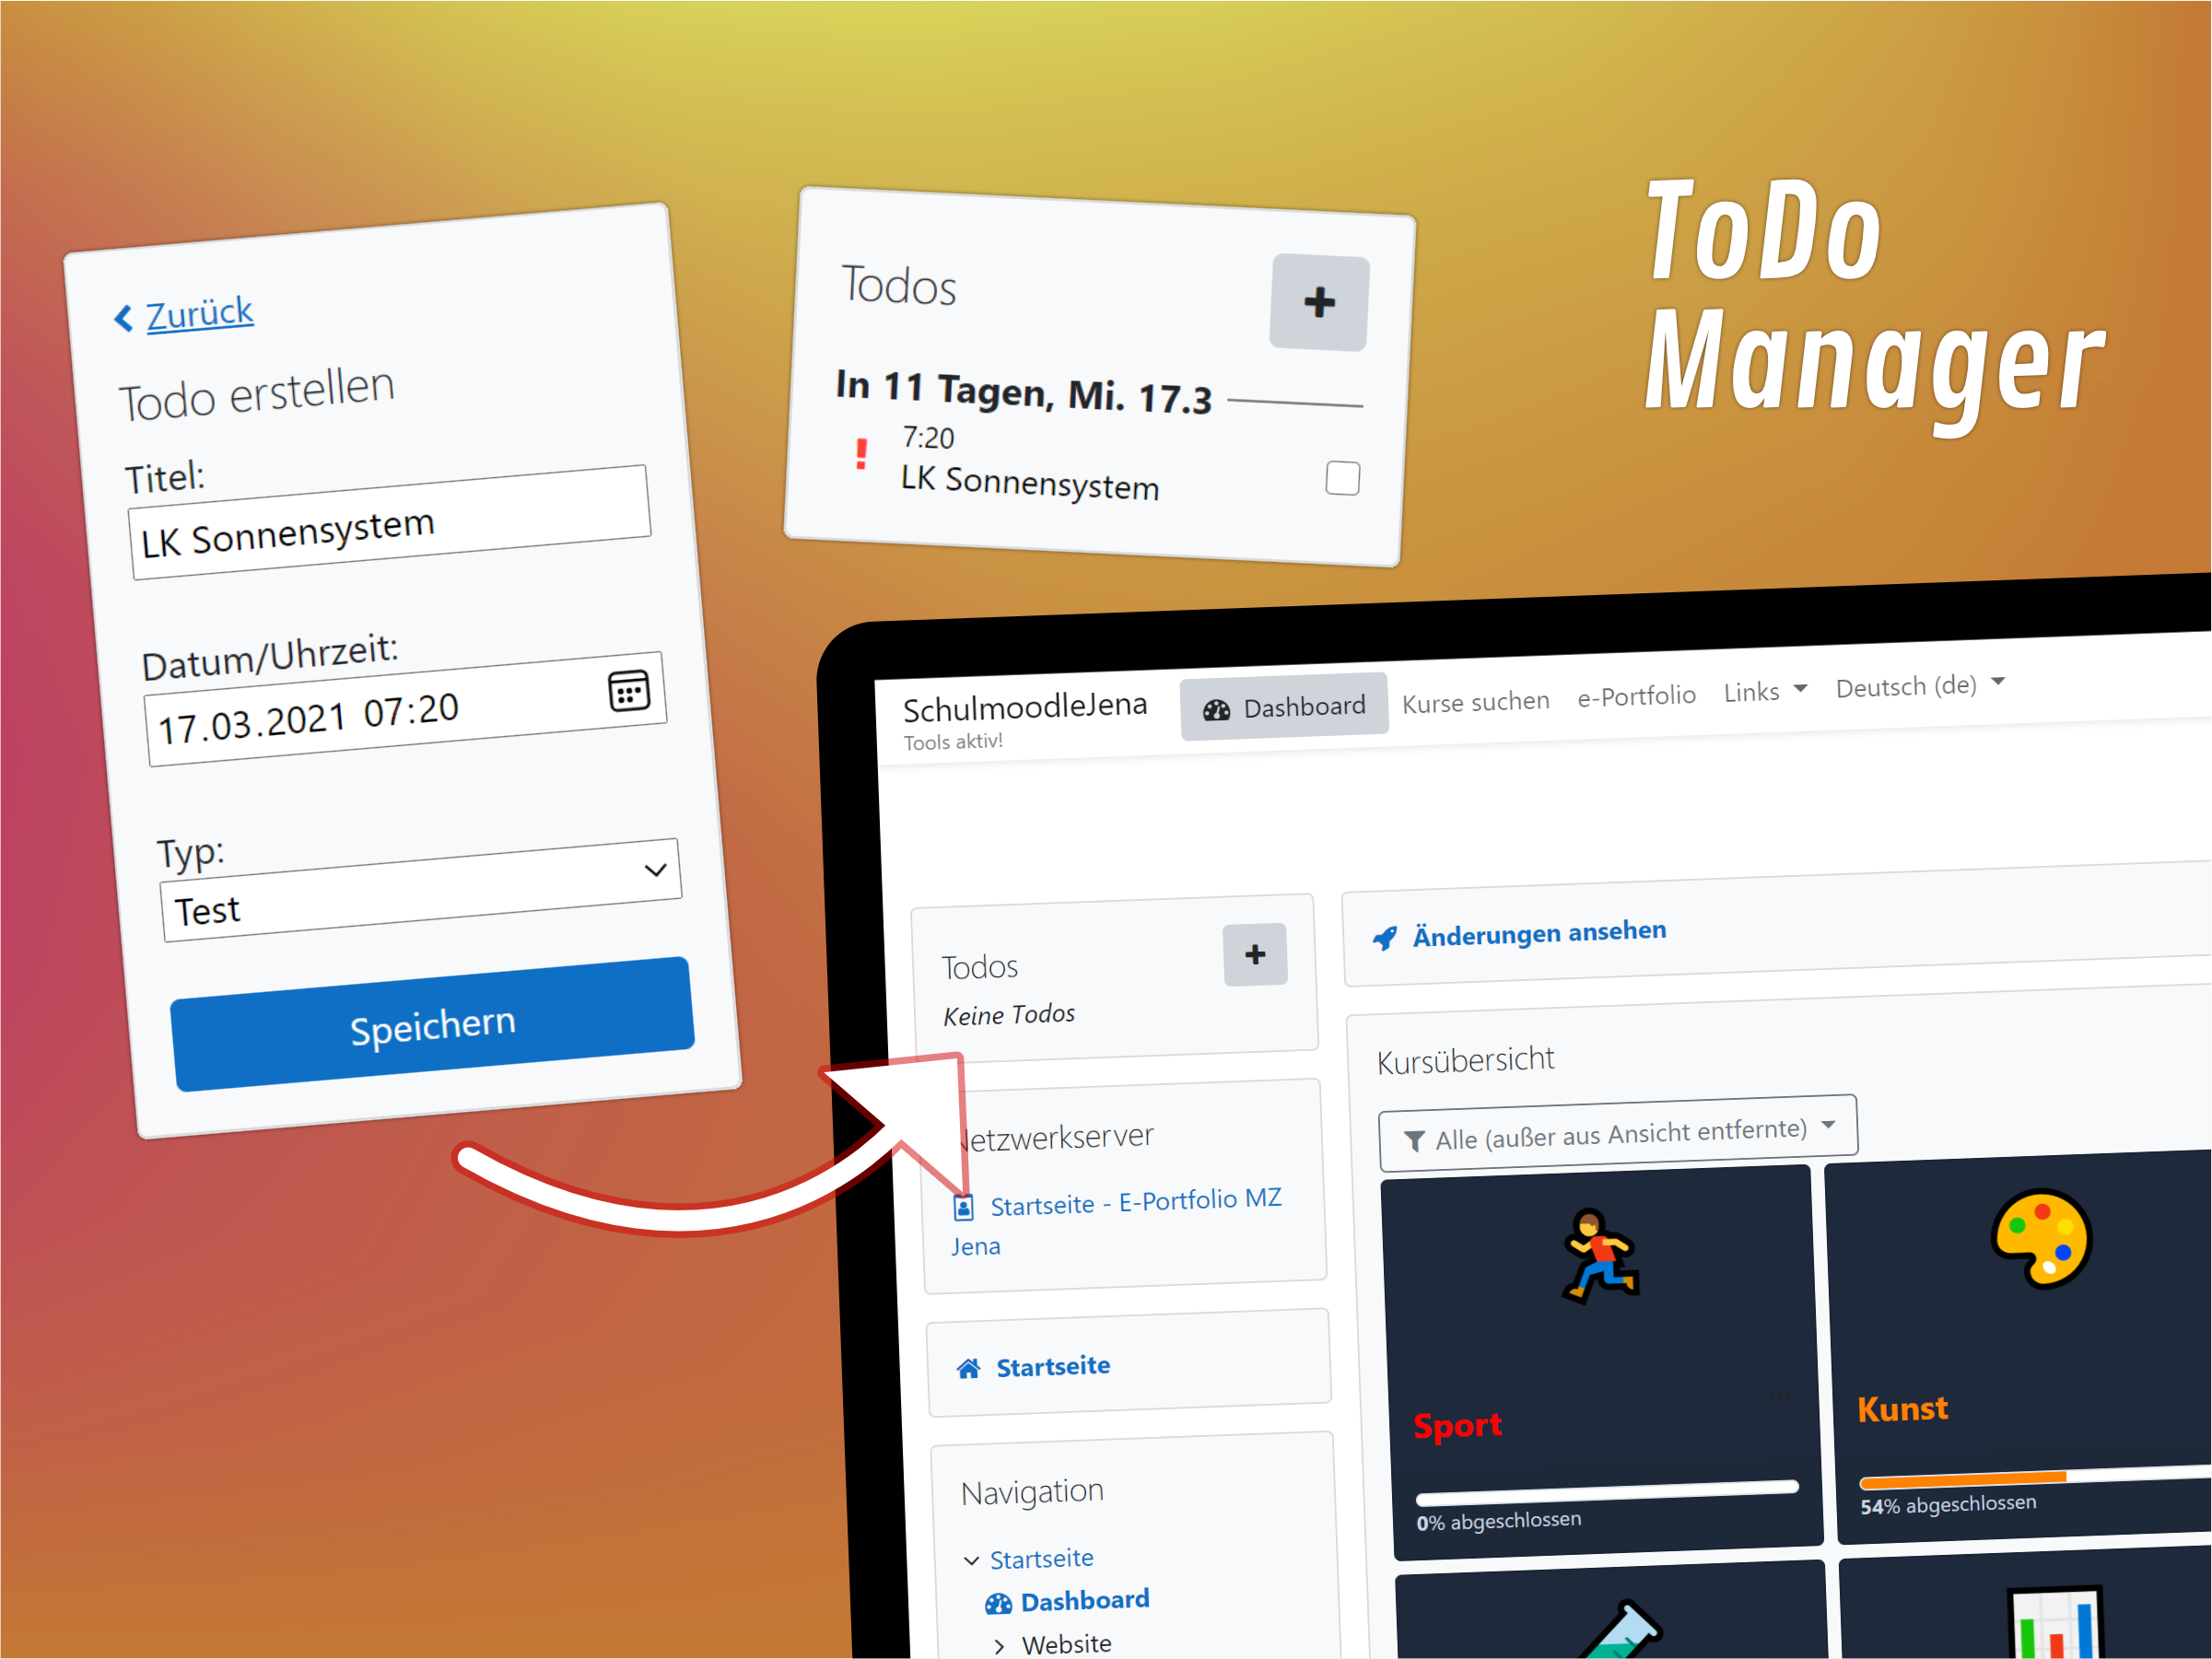 ToDo
Manager
Zurück
Todo erstellen
Titel:
LK Sonnensystem
Datum/Uhrzeit:
17.03.2021 07:20
Typ:
Test
Speichern
Todos
In 11 Tagen, Mi. 17.3
7:20
LK Sonnensystem
SchulmoodleJena
Tools aktiv!
Dashboard
Kurse suchen
e-Portfolio
Links
Deutsch (de)
Todos
Keine Todos
Netzwerkserver
Startseite - E-Portfolio MZ
Jena
Startseite
Navigation
Startseite
Dashboard
Website
Änderungen ansehen
Kursübersicht
Alle (außer aus Ansicht entfernte)
Sport
0% abgeschlossen
Kunst
54% abgeschlossen